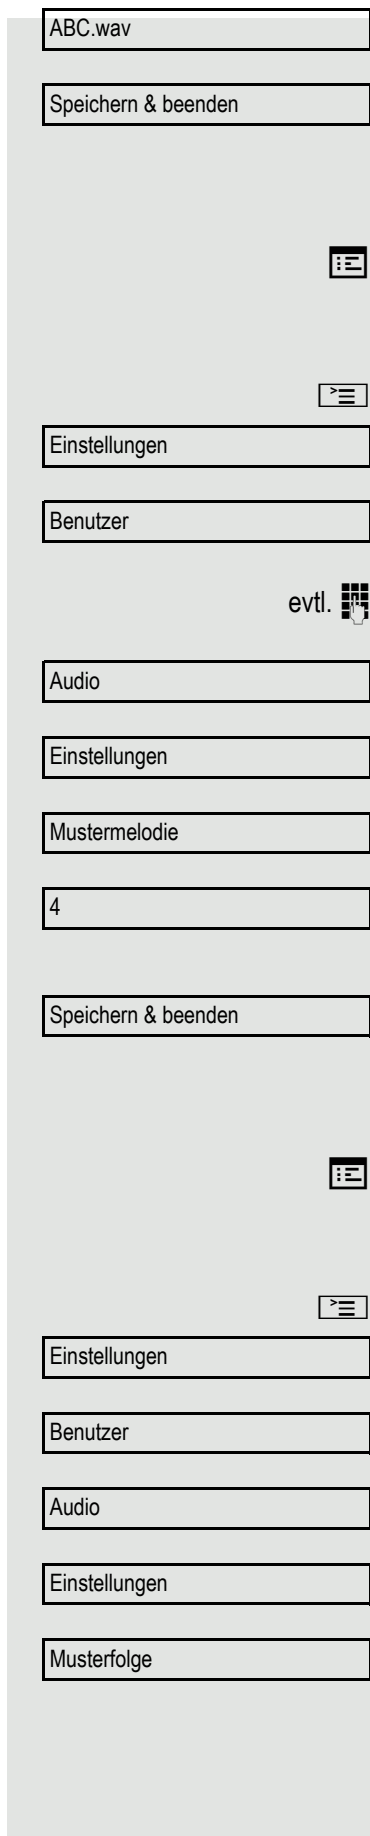 ABC.wav
Speichern & beenden
Einstellungen
Benutzer
evtl.
Audio
Einstellungen
Mustermelodie
4
Speichern & beenden
Einstellungen
Benutzer
Audio
Einstellungen
Musterfolge